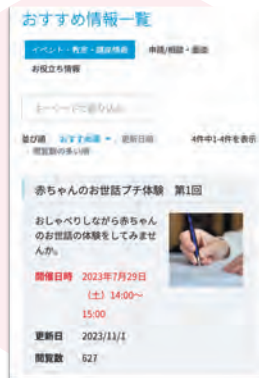 おすすめ情報一覧
イベント・教室・講座情報 申請/相談・面談
お役立ち情報
キーワードで絞り込み
並び順 おすすめ順 更新日順 4件中1-4件を表示
閲覧数の多い順
赤ちゃんのお世話プチ体験 第1回
おしゃべりしながら赤ちゃん
のお世話の体験をしてみませ
んか。
開催日時 2023年7月29日
（土）14:00～
15:00
更新日 2023/11/1
閲覧数 627